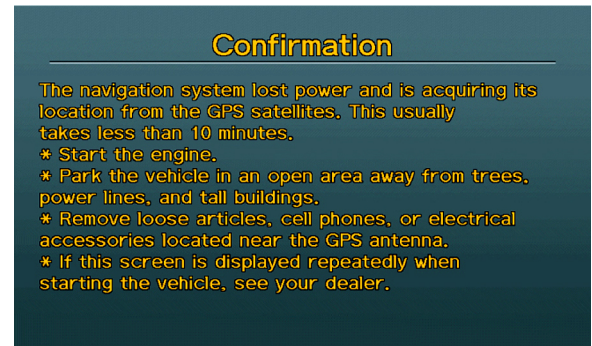 Confirmation
The navigation system lost power and is acquiring its
location from the GPS satellites. This usually
takes less than 10 minutes.
* Start the engine.
* Park the vehicle in an open area away from trees,
power lines, and tall buildings.
* Remove loose articles, cell phones, or electrical
accessories located near the GPS antenna.
* If this screen is displayed repeatedly when
starting the vehicle, see your dealer.